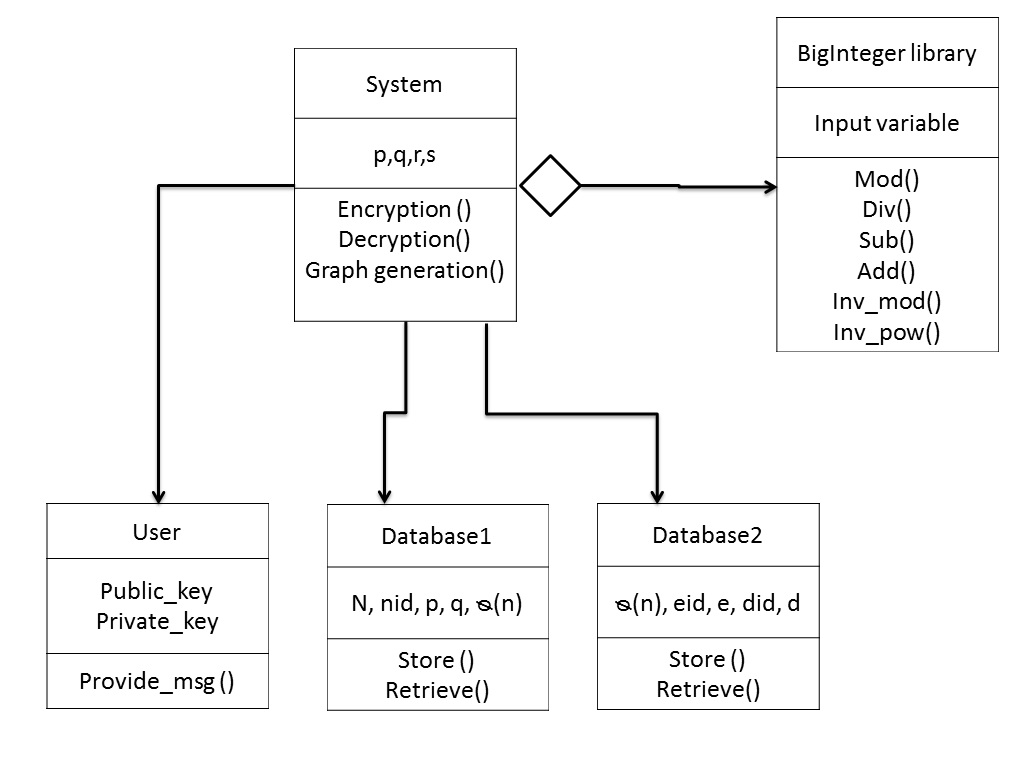 System
p,q,r,s
Encryption ()
Decryption()
Graph generation()
BigInteger library
Input variable
Mod()
Div()
Sub()
Add()
Inv_mod()
Inv_pow()
User
Public_key
Private_key
Provide_msg ()
Database1
N, nid, p, q, ᴓ(n)
Store ()
Retrieve()
Database2
ᴓ(n), eid, e, did, d
Store ()
Retrieve()